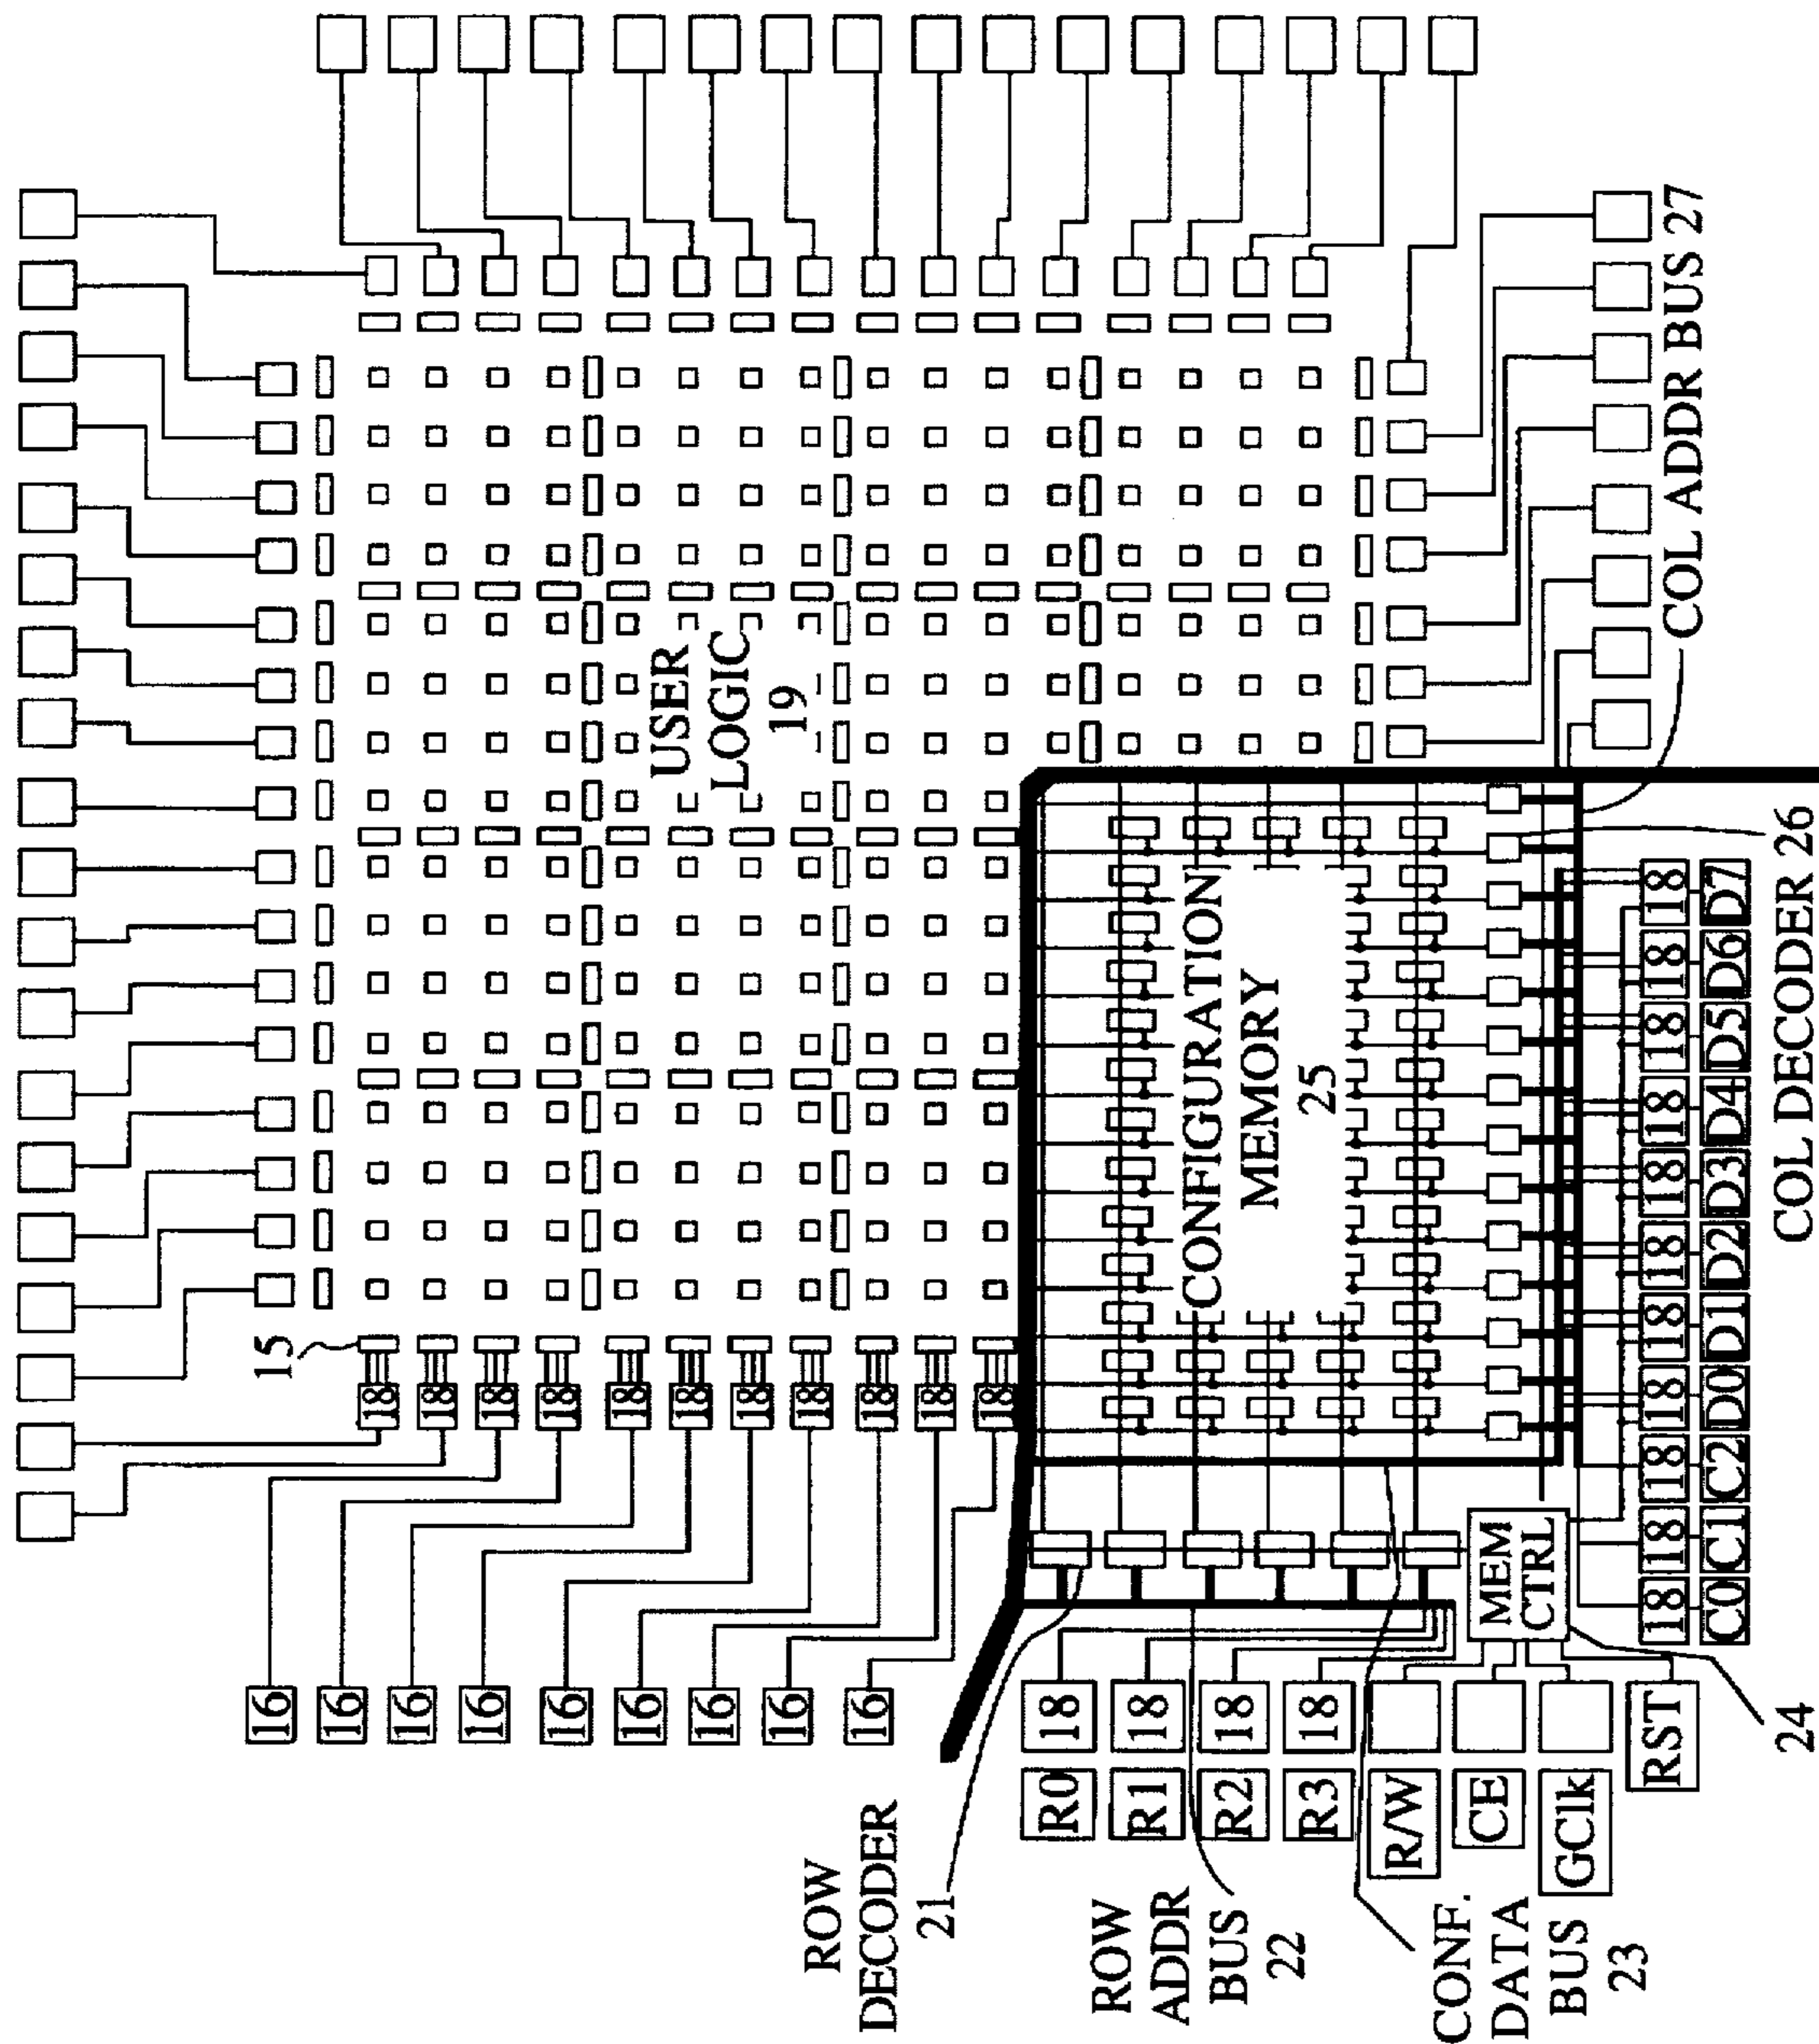 15
16
16
16
16
16
16
16
16
16
18
18
18
18
18
18
18
18
18
18
18
USER
LOGIC
19
ROW
DECODER
21
R0 18
R1 18
R2 18
R3 18
R/W
CE
GClk
RST
ROW
ADDR
BUS
22
CONF.
DATA
BUS
23
CONFIGURATION
MEMORY
25
MEM
CTRL
24
18 18 18 18 18 18 18 18 18 18 18
C0 C1 C2 D0 D1 D2 D3 D4 D5 D6 D7
COL ADDR BUS 27
COL DECODER 26